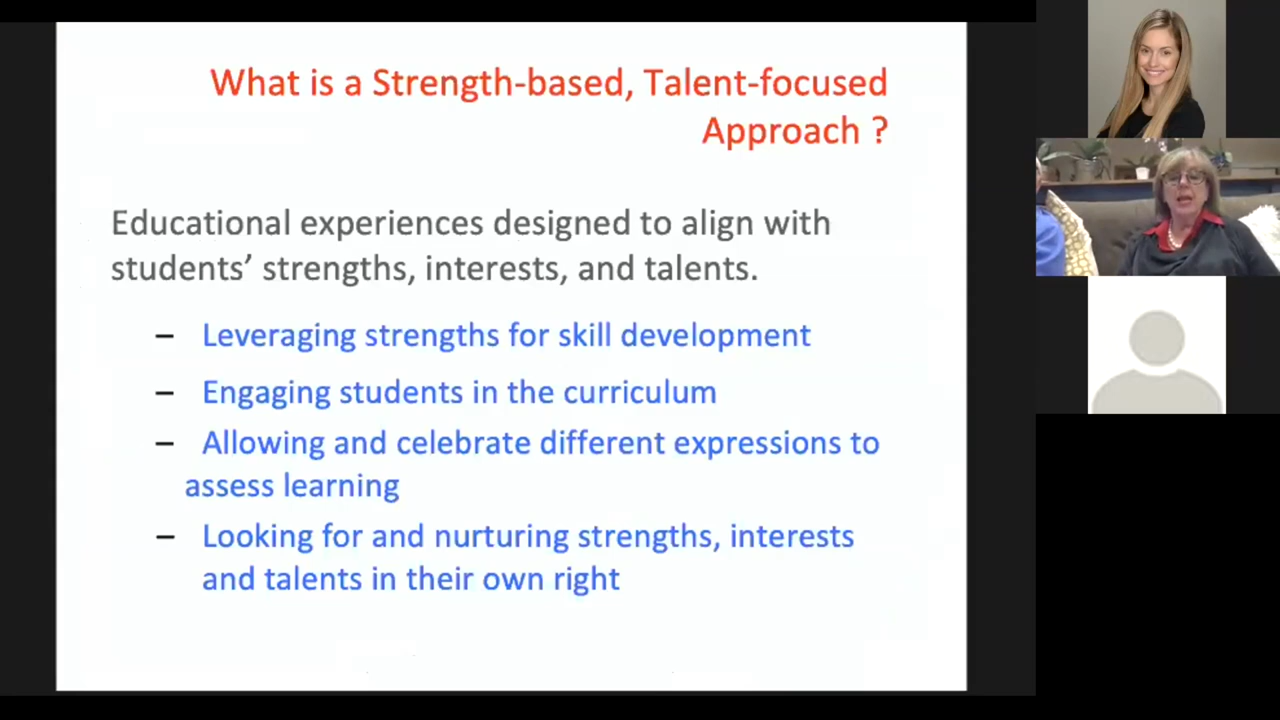 What is a Strength-based, Talent-focused
Approach ?
Educational experiences designed to align with
students’ strengths, interests, and talents.
– Leveraging strengths for skill development
– Engaging students in the curriculum
– Allowing and celebrate different expressions to
assess learning
– Looking for and nurturing strengths, interests
and talents in their own right